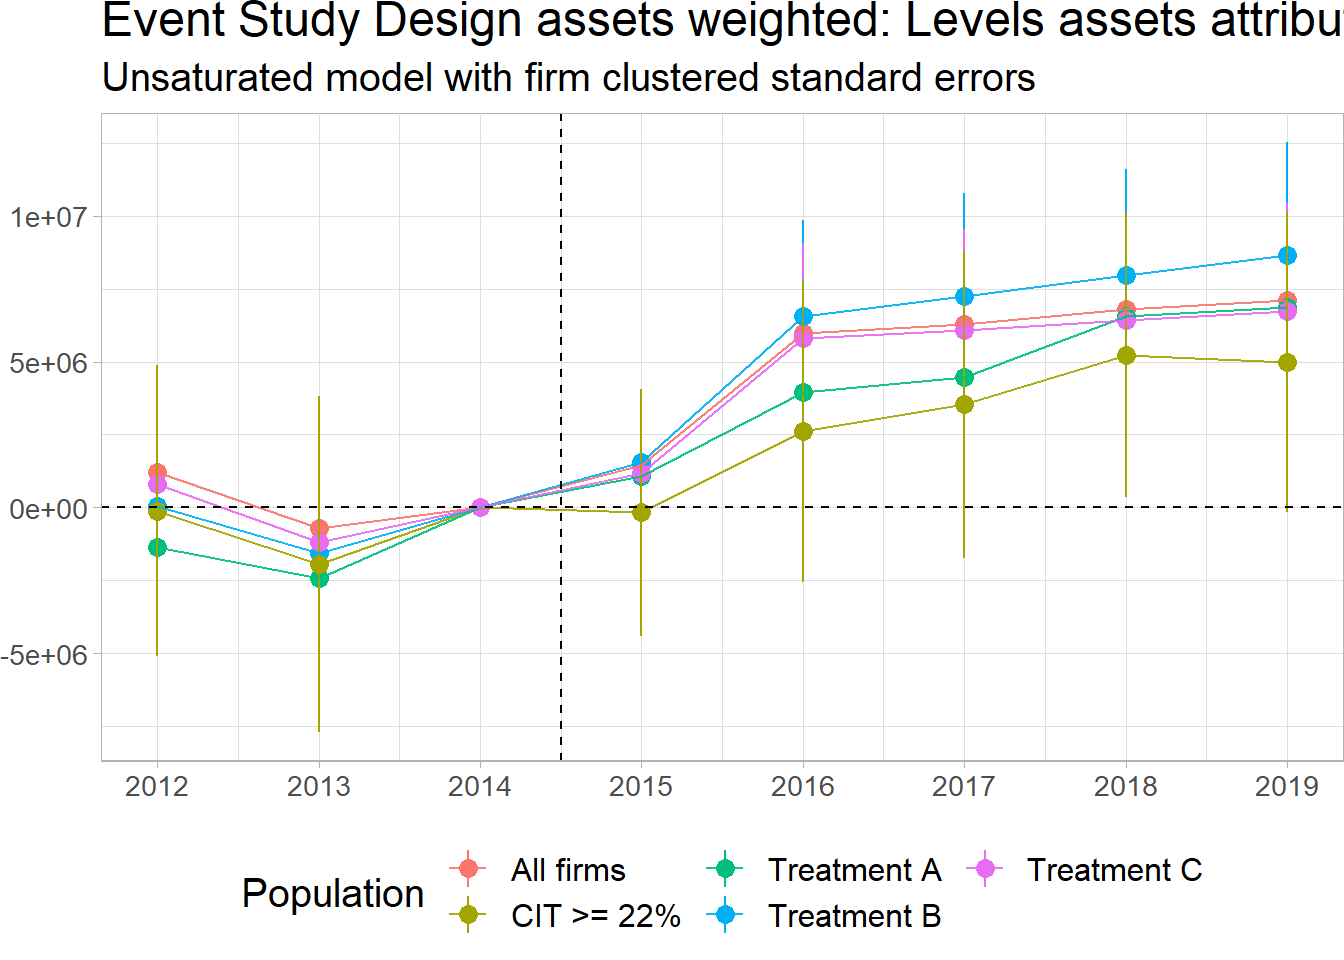 Event Study Design assets weighted: Levels assets attribu
Unsaturated model with firm clustered standard errors
1e+07
5e+06
0e+00
-5e+06
2012 2013 2014 2015 2016 2017 2018 2019
Population
All firms
CIT >= 22%
Treatment A
Treatment B
Treatment C